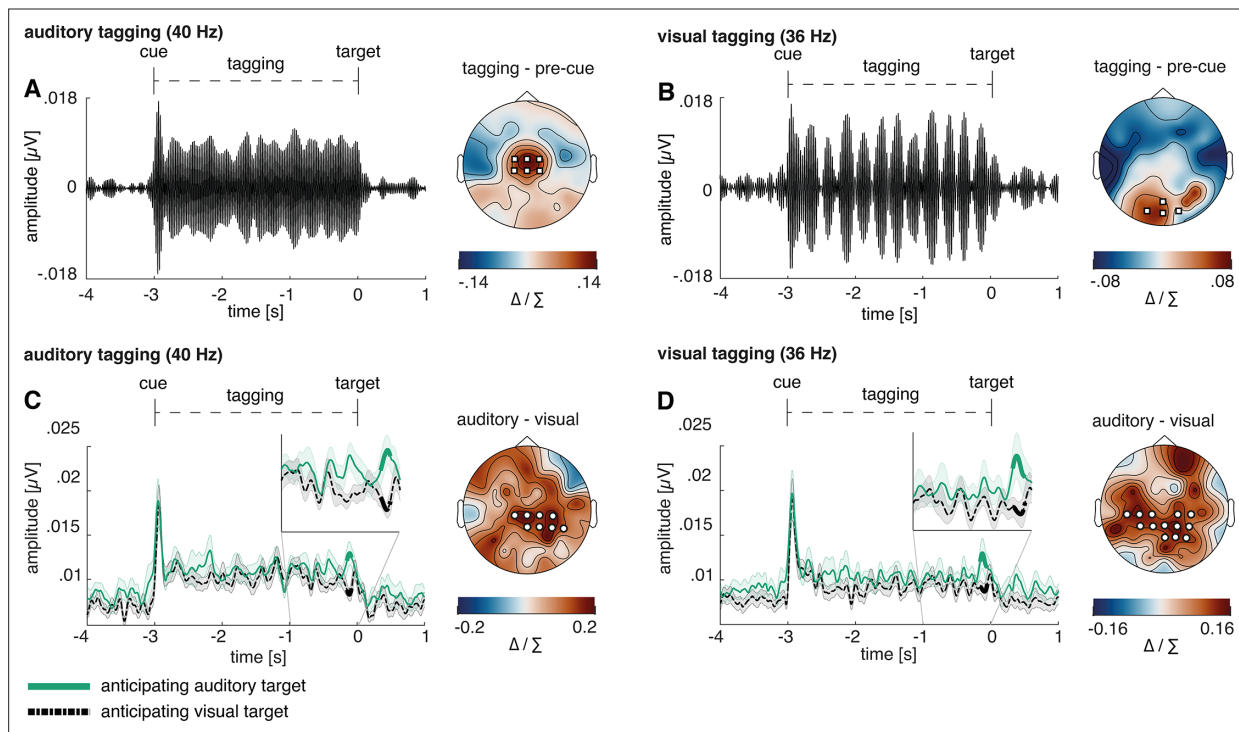 auditory tagging (40 Hz)
cue
target
tagging
A
.018
0
-.018
amplitude [µV]
-4
-3
-2
-1
0
1
time [s]
tagging - pre-cue
-.14
.14
Δ / Σ
visual tagging (36 Hz)
cue
target
tagging
B
.018
0
-.018
amplitude [µV]
-4
-3
-2
-1
0
1
time [s]
tagging - pre-cue
-.08
.08
Δ / Σ
auditory tagging (40 Hz)
cue
target
tagging
C
.025
.02
.015
.01
amplitude [µV]
-4
-3
-2
-1
0
1
time [s]
auditory - visual
-0.2
0.2
Δ / Σ
visual tagging (36 Hz)
cue
target
tagging
D
.025
.02
.015
.01
amplitude [µV]
-4
-3
-2
-1
0
1
time [s]
auditory - visual
-0.16
0.16
Δ / Σ
anticipating auditory target
anticipating visual target